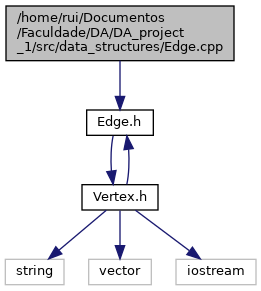 /home/rui/Documentos
/Faculdade/DA/DA_project
_1/src/data_structures/Edge.cpp
Edge.h
Vertex.h
string
vector
iostream